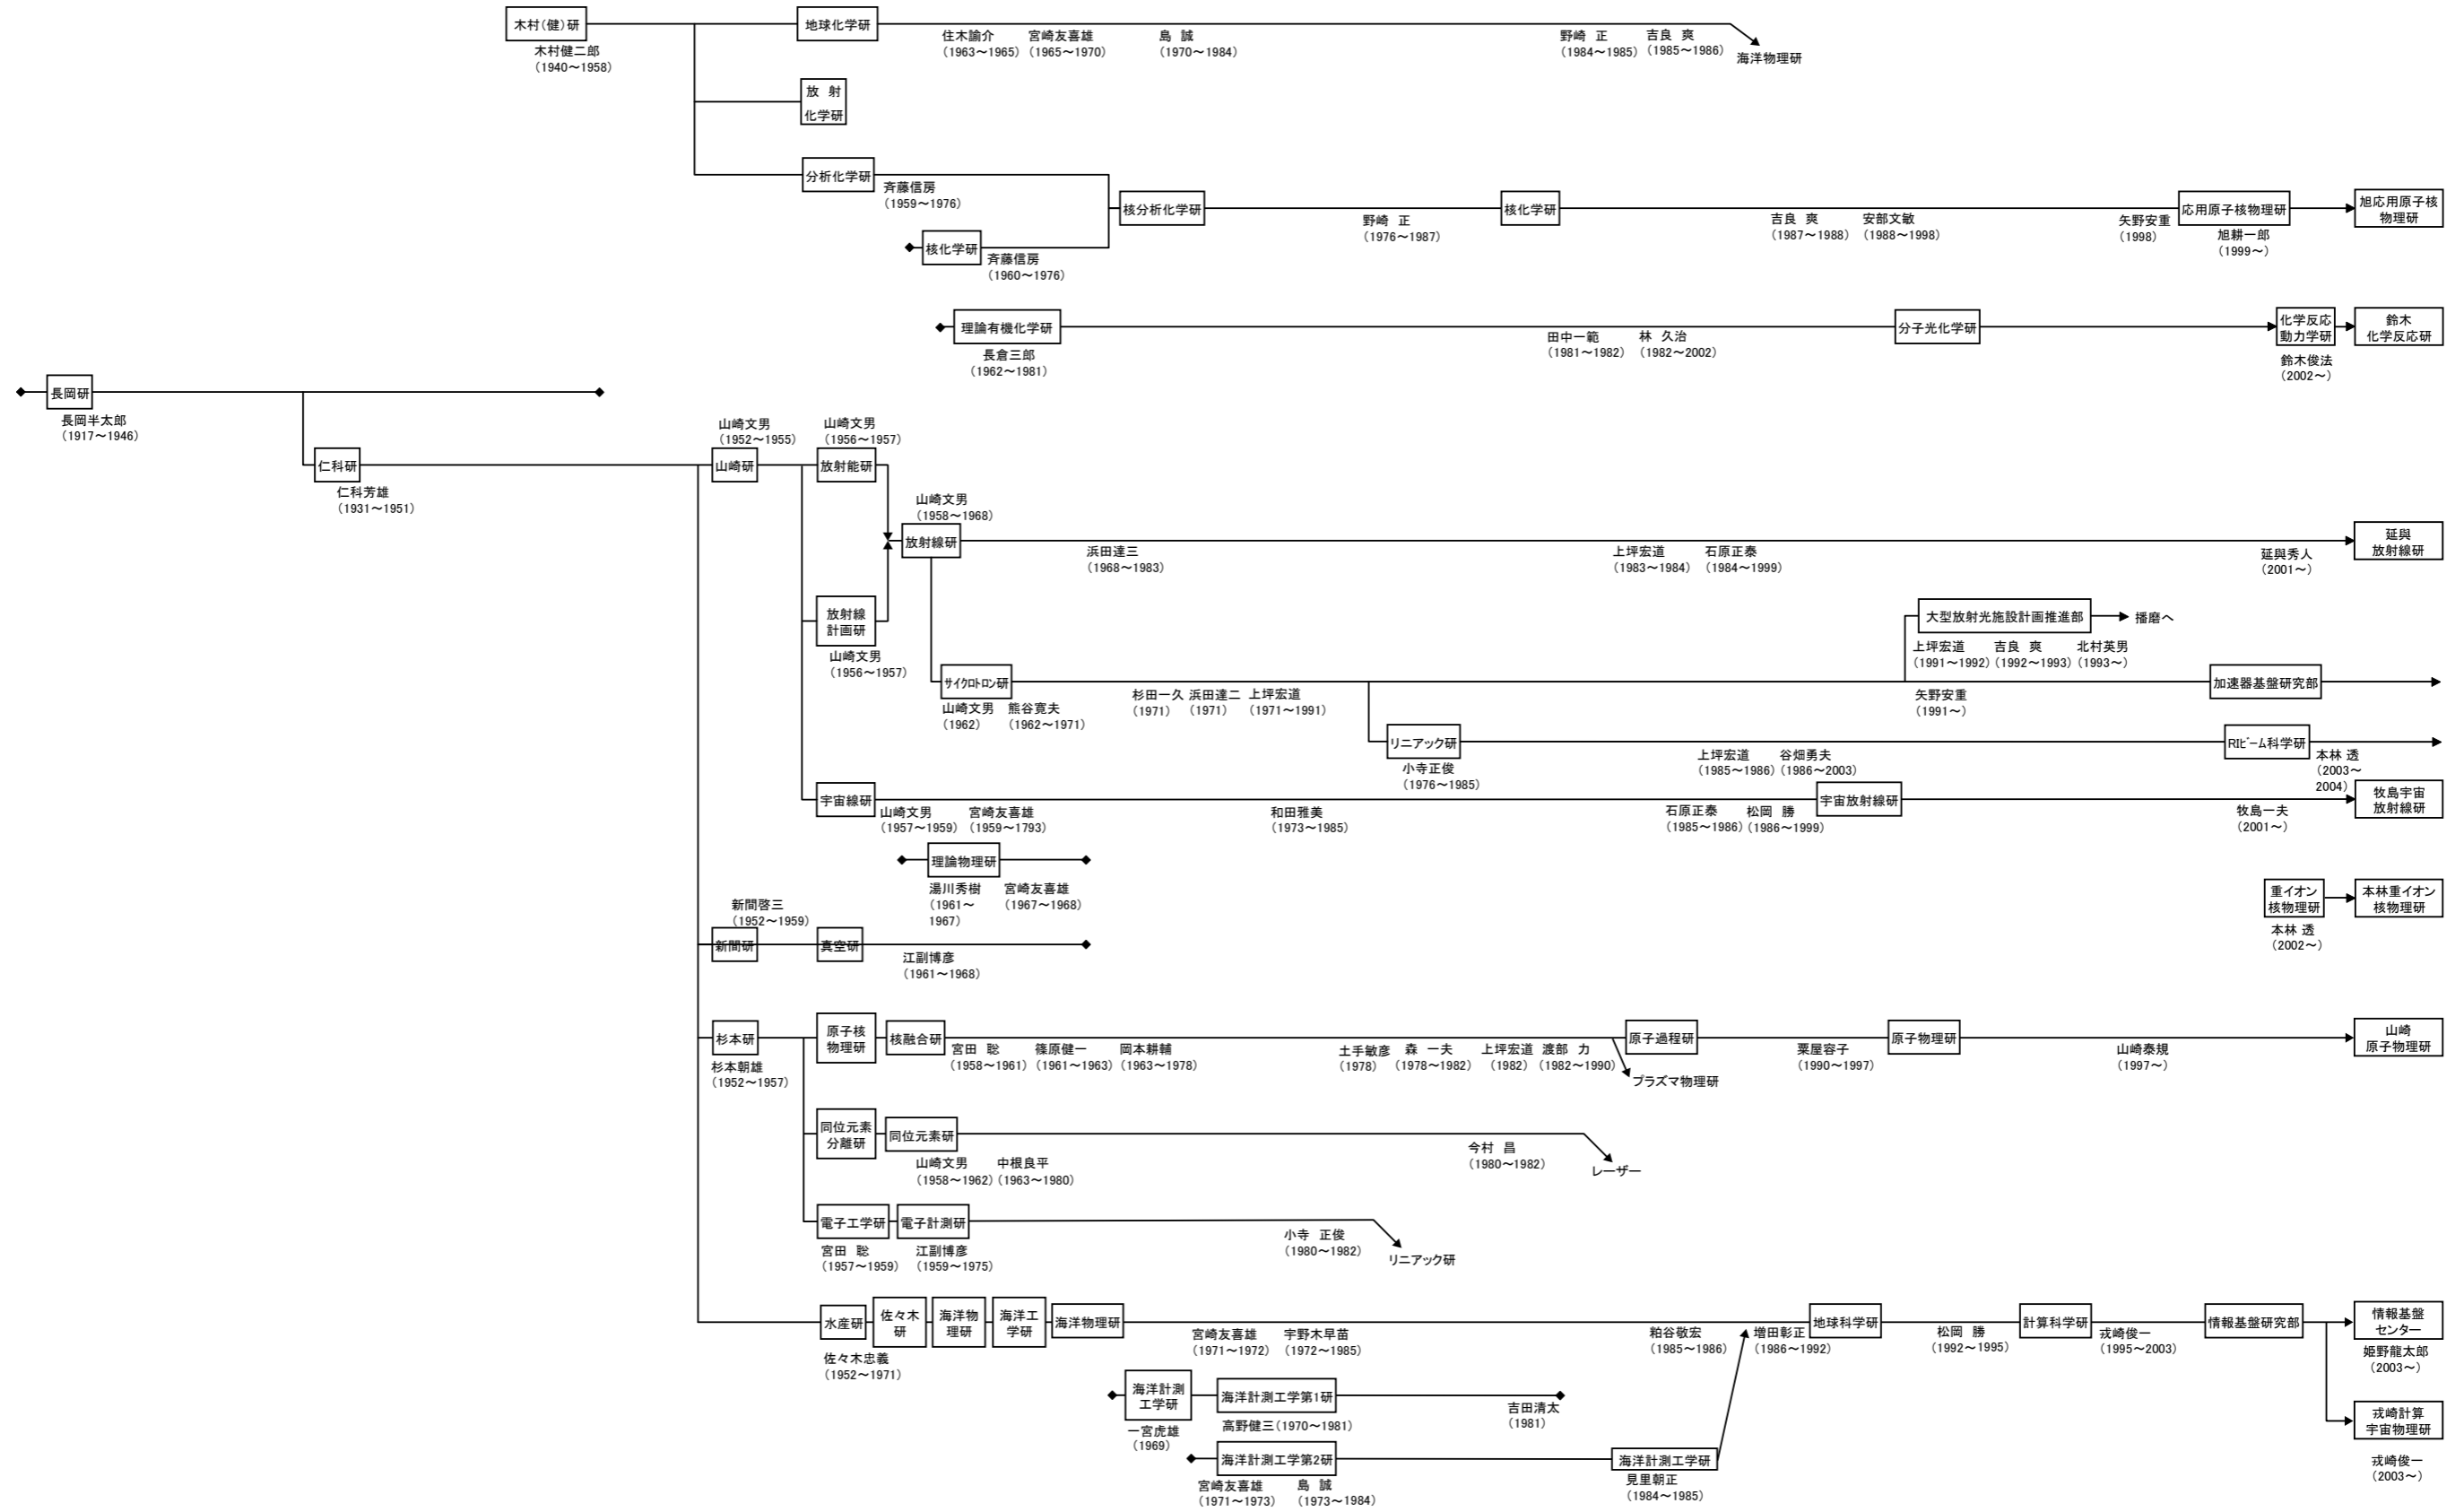 木村（健）研
木村健二郎
（1940～1958）
地球化学研
住木諭介
（1963～1965）
宮崎友喜雄
（1965～1970）
島　誠
（1970～1984）
野崎　正
（1984～1985）
吉良　爽
（1985～1986）
海洋物理研
放　射
化学研
分析化学研
斉藤信房
（1959～1976）
核化学研
斉藤信房
（1960～1976）
核分析化学研
野崎　正
（1976～1987）
核化学研
吉良　爽
（1987～1988）
安部文敏
（1988～1998）
矢野安重
（1998）
応用原子核物理研
旭耕一郎
（1999～）
旭応用原子核
物理研
理論有機化学研
長倉三郎
（1962～1981）
田中一範
（1981～1982）
林　久治
（1982～2002）
分子光化学研
化学反応
動力学研
鈴木俊法
（2002～）
鈴木
化学反応研
長岡研
長岡半太郎
（1917～1946）
仁科研
仁科芳雄
（1931～1951）
山崎文男
（1952～1955）
山崎研
山崎文男
（1956～1957）
放射能研
山崎文男
（1958～1968）
放射線研
浜田達三
（1968～1983）
上坪宏道
（1983～1984）
石原正泰
（1984～1999）
延與秀人
（2001～）
延與
放射線研
放射線
計画研
山崎文男
（1956～1957）
大型放射光施設計画推進部
播磨へ
上坪宏道
（1991～1992）
吉良　爽
（1992～1993）
北村英男
（1993～）
サイクロトロン研
山崎文男
（1962）
熊谷寛夫
（1962～1971）
杉田一久
（1971）
浜田達二
（1971）
上坪宏道
（1971～1991）
矢野安重
（1991～）
加速器基盤研究部
リニアック研
小寺正俊
（1976～1985）
上坪宏道
（1985～1986）
谷畑勇夫
（1986～2003）
RIビーム科学研
本林 透
（2003～
2004）
宇宙線研
山崎文男
（1957～1959）
宮崎友喜雄
（1959～1793）
和田雅美
（1973～1985）
石原正泰
（1985～1986）
松岡　勝
（1986～1999）
宇宙放射線研
牧島一夫
（2001～）
牧島宇宙
放射線研
理論物理研
湯川秀樹
（1961～
1967）
宮崎友喜雄
（1967～1968）
重イオン
核物理研
本林 透
（2002～）
本林重イオン
核物理研
新間啓三
（1952～1959）
新間研
真空研
江副博彦
（1961～1968）
杉本研
杉本朝雄
（1952～1957）
原子核
物理研
核融合研
宮田　聡
（1958～1961）
篠原健一
（1961～1963）
岡本耕輔
（1963～1978）
土手敏彦
（1978）
森　一夫
（1978～1982）
上坪宏道
（1982）
渡部　力
（1982～1990）
原子過程研
プラズマ物理研
粟屋容子
（1990～1997）
原子物理研
山崎泰規
（1997～）
山崎
原子物理研
同位元素
分離研
同位元素研
山崎文男
（1958～1962）
中根良平
（1963～1980）
今村　昌
（1980～1982）
レーザー
電子工学研
宮田　聡
（1957～1959）
電子計測研
江副博彦
（1959～1975）
小寺　正俊
（1980～1982）
リニアック研
水産研
佐々木忠義
（1952～1971）
佐々木
研
海洋物
理研
海洋工
学研
海洋物理研
宮崎友喜雄
（1971～1972）
宇野木早苗
（1972～1985）
粕谷敬宏
（1985～1986）
増田彰正
（1986～1992）
地球科学研
松岡　勝
（1992～1995）
計算科学研
戎崎俊一
（1995～2003）
情報基盤研究部
情報基盤
センター
姫野龍太郎
（2003～）
海洋計測
工学研
一宮虎雄
（1969）
海洋計測工学第1研
高野健三（1970～1981）
吉田清太
（1981）
戎崎計算
宇宙物理研
戎崎俊一
（2003～）
海洋計測工学第2研
宮崎友喜雄
（1971～1973）
島　誠
（1973～1984）
海洋計測工学研
見里朝正
（1984～1985）